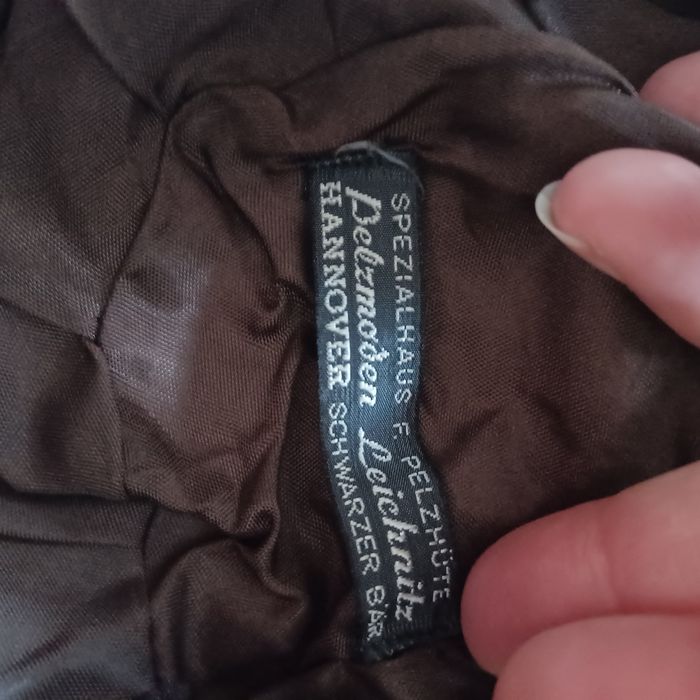 SPEZIALHAUS F. PELZHÜTE
Pelzmoden Leichnitz
HANNOVER SCHWARZER BÄR